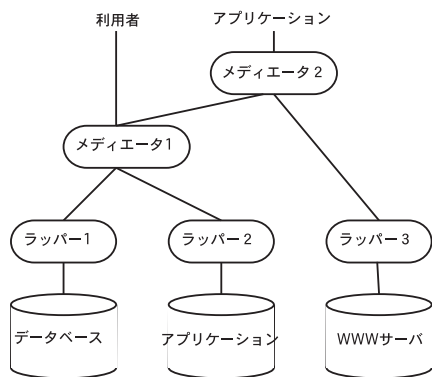 利用者
アプリケーション
メディエータ2
メディエータ1
ラッパー1
ラッパー2
ラッパー3
データベース
アプリケーション
WWWサーバ